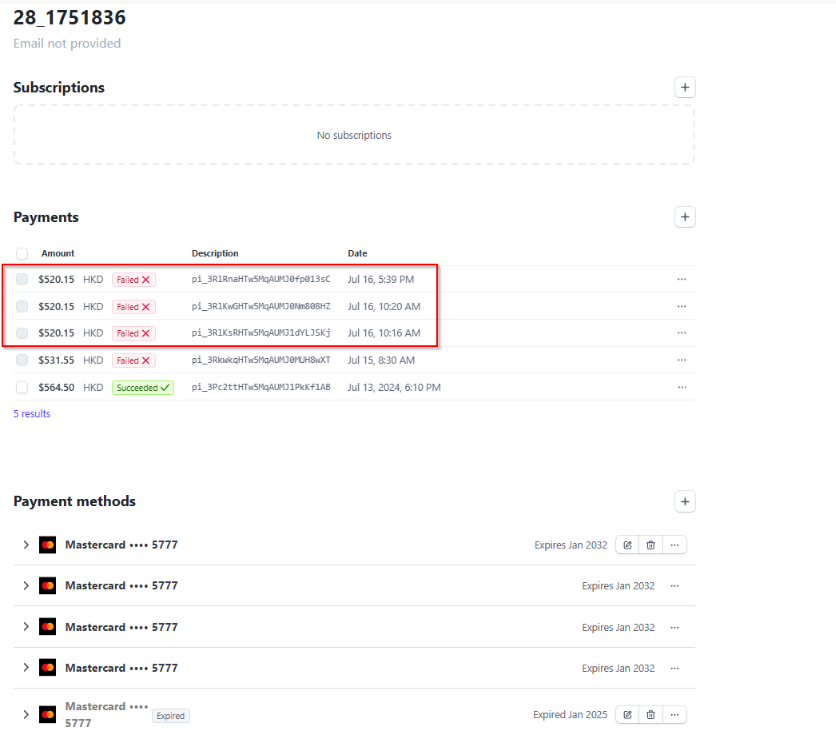 28_1751836
Email not provided
Subscriptions
No subscriptions
Payments
Amount Description Date
$520.15 HKD Failed pi_3RlRnaHTw5MqAUMJ0fp013sC Jul 16, 5:39 PM
$520.15 HKD Failed pi_3RlKwGHTw5MqAUMJ0Nm808HZ Jul 16, 10:20 AM
$520.15 HKD Failed pi_3RlKsRHTw5MqAUMJ1dYLJSKj Jul 16, 10:16 AM
$531.55 HKD Failed pi_3RkwkqHTw5MqAUMJ0MUH8wXT Jul 15, 8:30 AM
$564.50 HKD Succeeded pi_3Pc2ttHTw5MqAUMJ1PkKf1AB Jul 13, 2024, 6:10 PM
5 results
Payment methods
Mastercard •••• 5777 Expires Jan 2032
Mastercard •••• 5777 Expires Jan 2032
Mastercard •••• 5777 Expires Jan 2032
Mastercard •••• 5777 Expires Jan 2032
Mastercard ••••
5777 Expired Expired Jan 2025